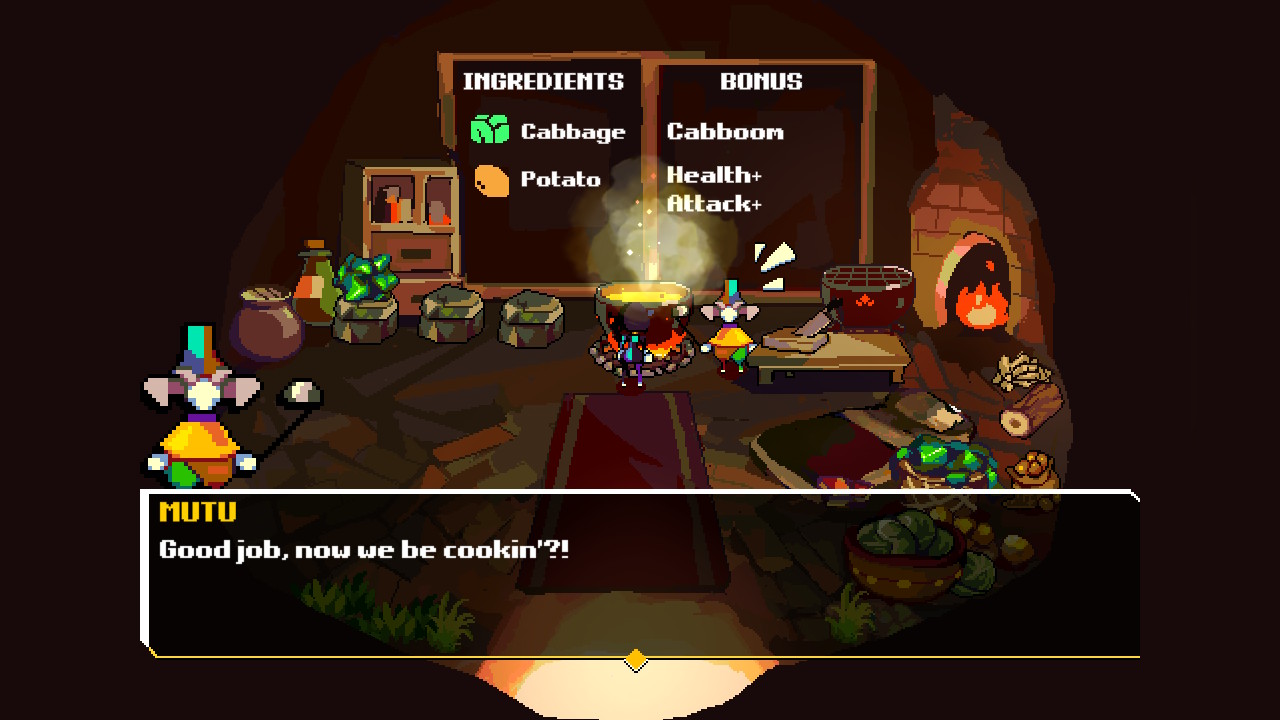 INGREDIENTS
Cabbage
Potato
BONUS
Cabboom
Health+
Attack+
MUTU
Good job, now we be cookin'?!